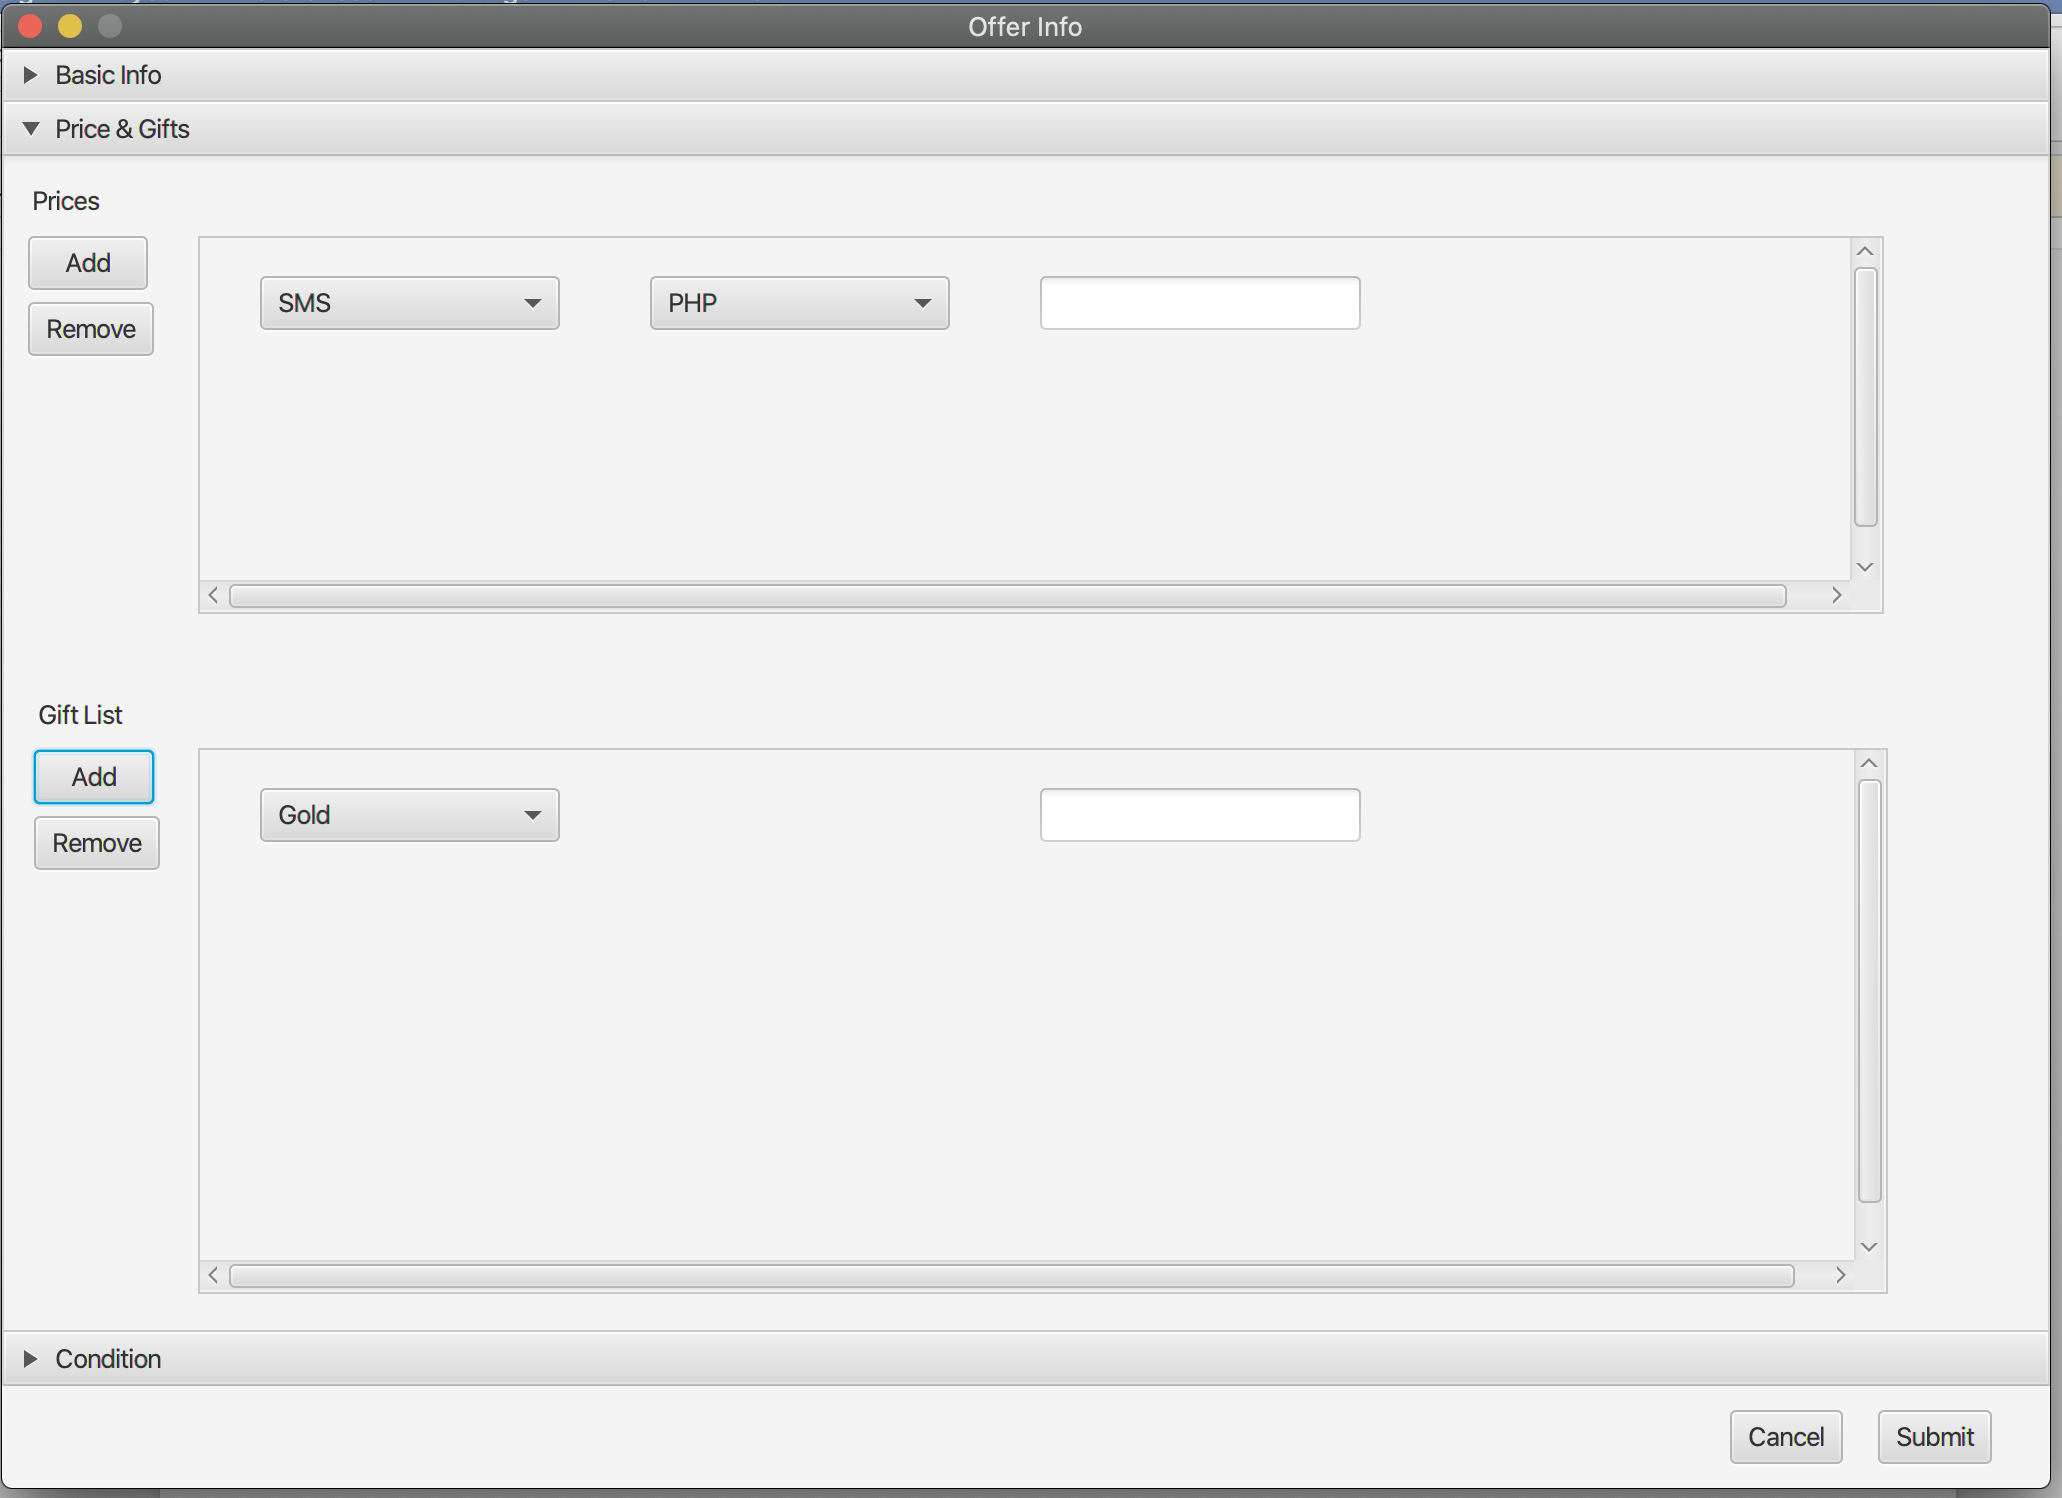 Offer Info
Basic Info
Price & Gifts
Prices
Add
SMS
PHP
Remove
Gift List
Add
Gold
Remove
Condition
Cancel
Submit